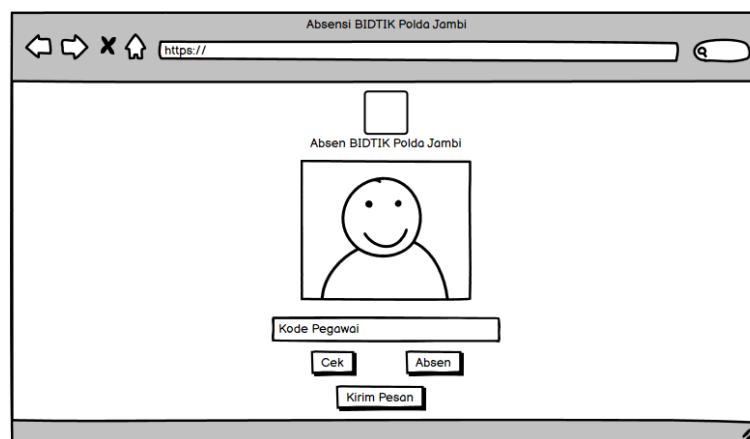 Absensi BIDTIK Polda Jambi
https://
Absen BIDTIK Polda Jambi
Kode Pegawai
Cek Absen
Kirim Pesan